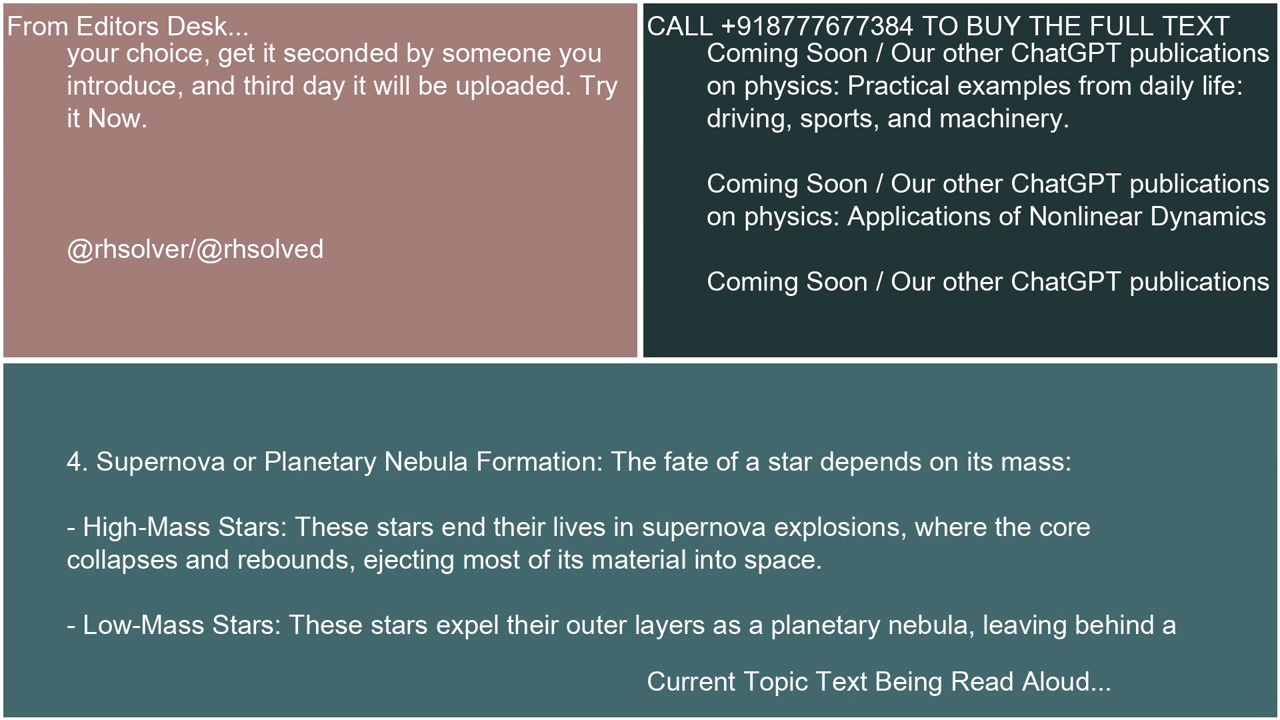 From Editors Desk...
your choice, get it seconded by someone you
introduce, and third day it will be uploaded. Try
it Now.
@rhsolver/@rhsolved
CALL +918777677384 TO BUY THE FULL TEXT
Coming Soon / Our other ChatGPT publications
on physics: Practical examples from daily life:
driving, sports, and machinery.
Coming Soon / Our other ChatGPT publications
on physics: Applications of Nonlinear Dynamics
Coming Soon / Our other ChatGPT publications
4. Supernova or Planetary Nebula Formation: The fate of a star depends on its mass:
- High-Mass Stars: These stars end their lives in supernova explosions, where the core
collapses and rebounds, ejecting most of its material into space.
- Low-Mass Stars: These stars expel their outer layers as a planetary nebula, leaving behind a
Current Topic Text Being Read Aloud...